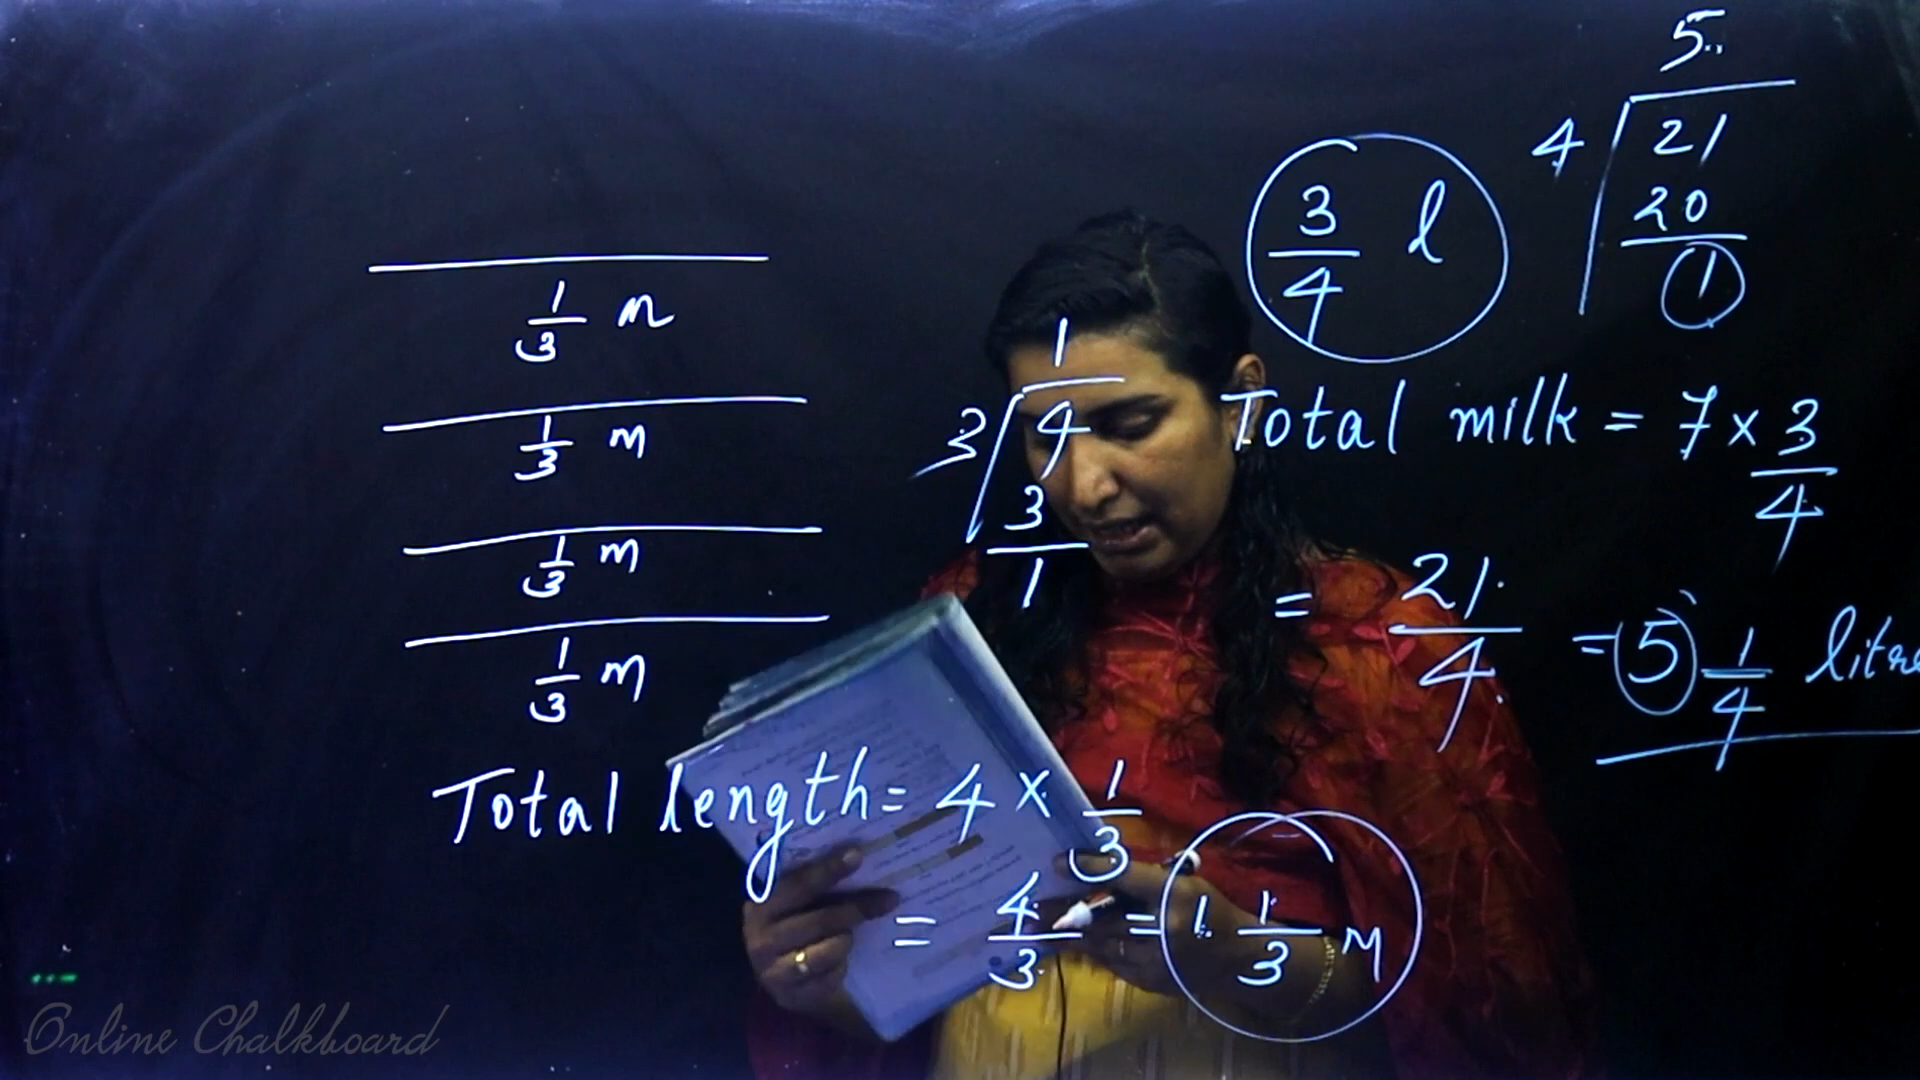 1/3 m
1/3 m
1/3 m
1/3 m
1
3 4
3
1
Total length = 4 × 1/3
= 4/3 = 1 1/3 m
3/4 l
5
4 21
20
1
Total milk = 7 × 3/4
= 21/4 = 5 1/4 litre
Online Chalkboard